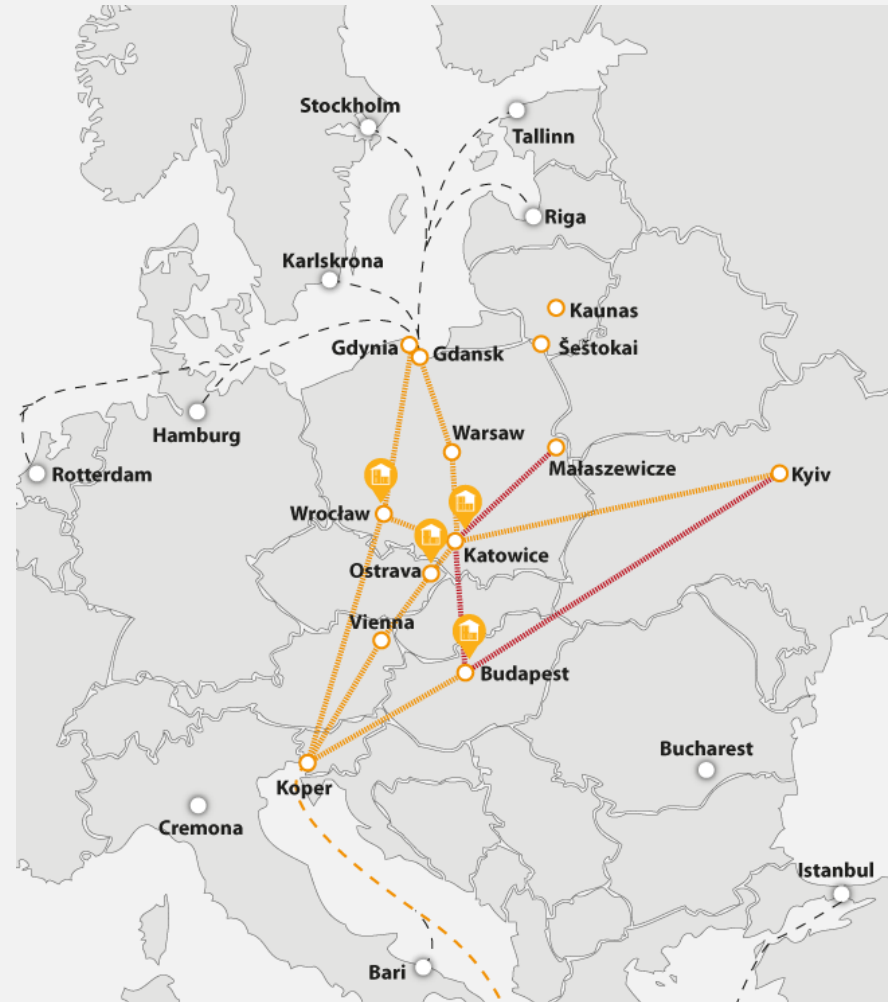 Stockholm
Tallinn
Riga
Karlskrona
Kaunas
Gdynia
Gdansk
Šeštokai
Hamburg
Warsaw
Rotterdam
Małaszewicze
Kyiv
Wrocław
Katowice
Ostrava
Vienna
Budapest
Bucharest
Koper
Cremona
Istanbul
Bari